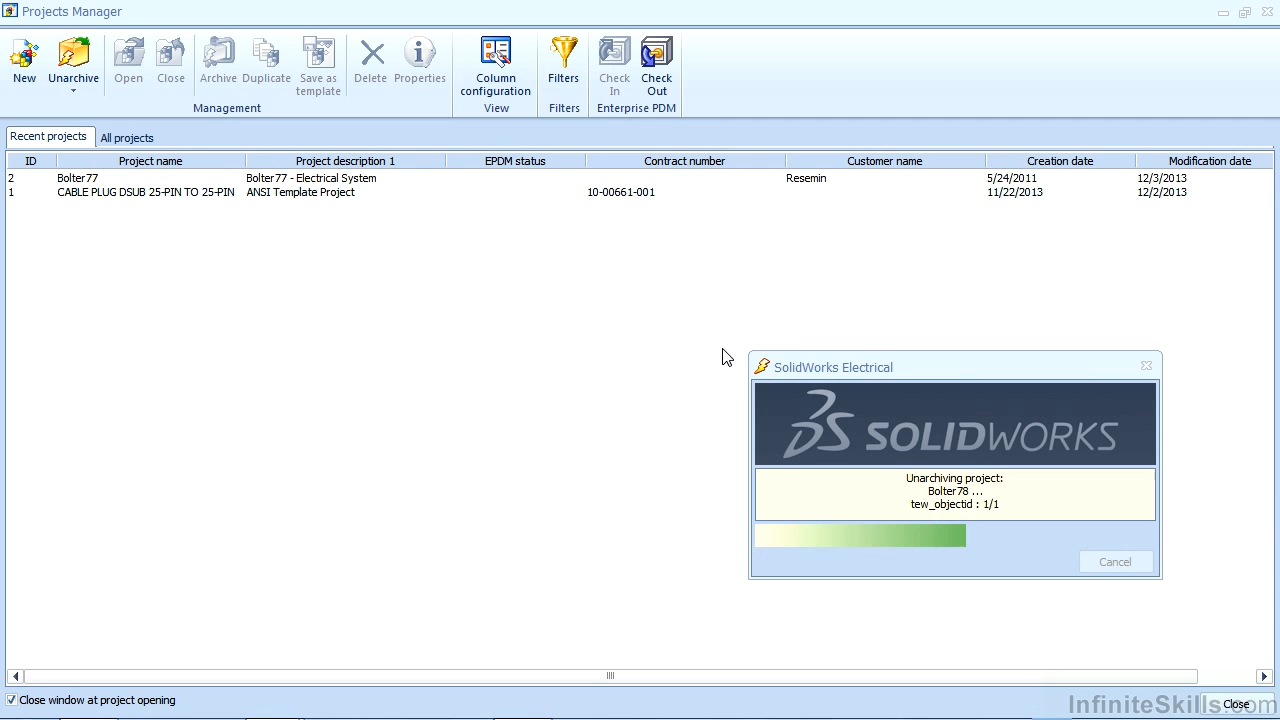 Projects Manager
New Unarchive Open Close Archive Duplicate Save as template Delete Properties Column configuration Filters Check In Check Out
Management View Filters Enterprise PDM
Recent projects All projects
ID Project name Project description 1 EPDM status Contract number Customer name Creation date Modification date
2 Bolter77 Bolter77 - Electrical System Resemin 5/24/2011 12/3/2013
1 CABLE PLUG DSUB 25-PIN TO 25-PIN ANSI Template Project 10-00661-001 11/22/2013 12/2/2013
SolidWorks Electrical
SOLIDWORKS
Unarchiving project:
Bolter78 ...
tew_objectid : 1/1
Cancel
Close window at project opening
InfiniteSkills.com
Close